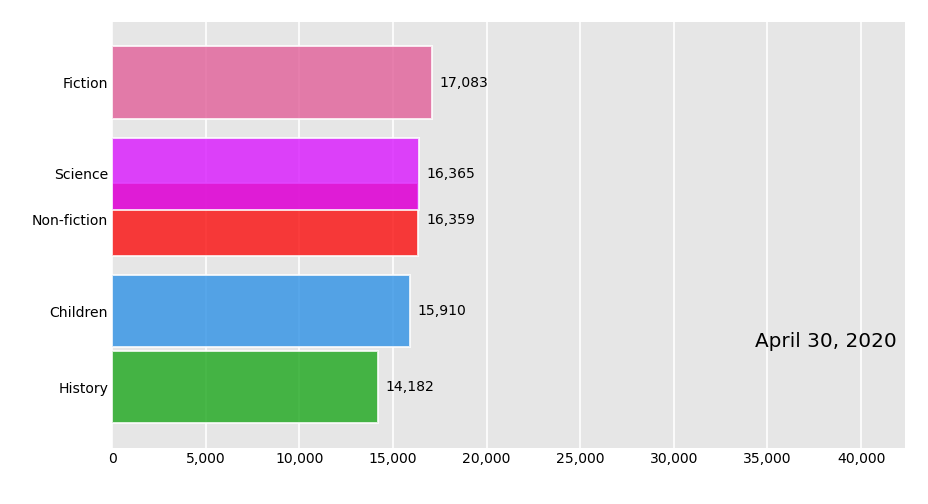 Fiction 17,083
Science 16,365
Non-fiction 16,359
Children 15,910
April 30, 2020
History 14,182
0 5,000 10,000 15,000 20,000 25,000 30,000 35,000 40,000